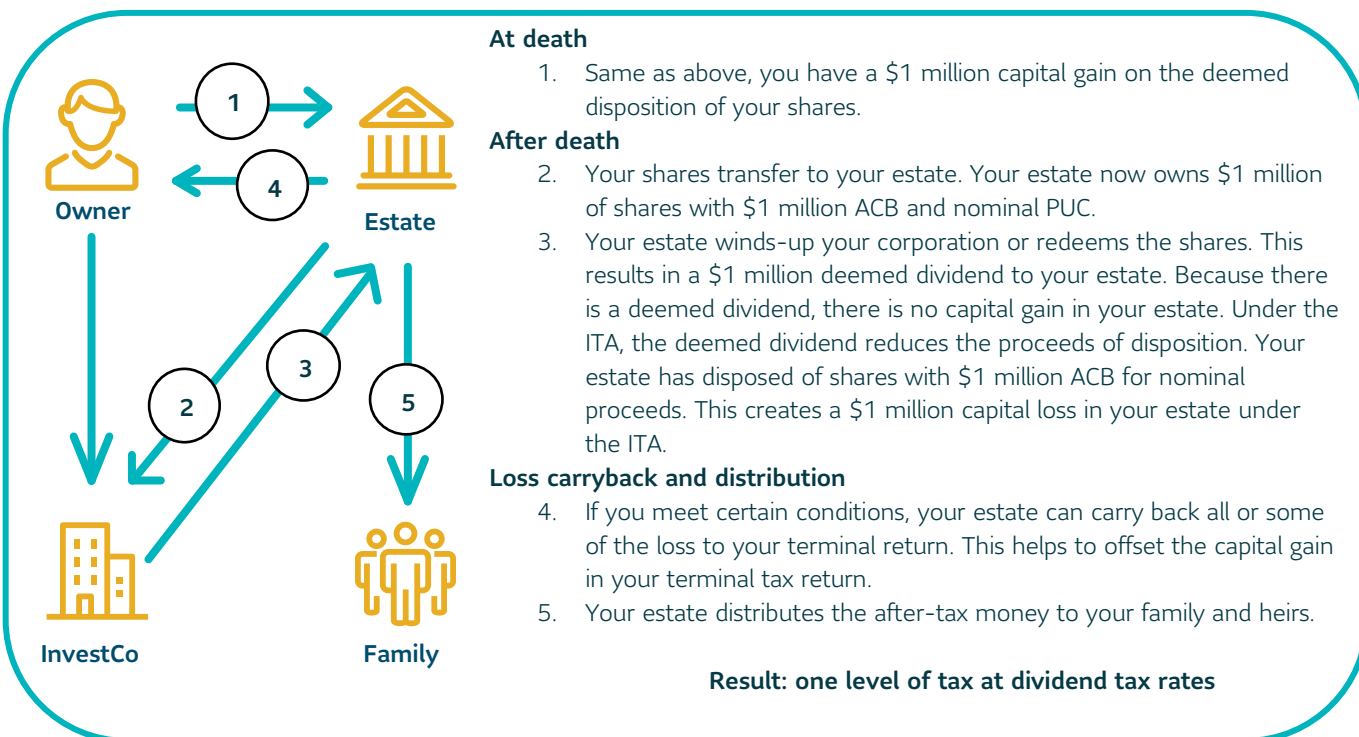 At death
1. Same as above, you have a $1 million capital gain on the deemed
disposition of your shares.
After death
2. Your shares transfer to your estate. Your estate now owns $1 million
of shares with $1 million ACB and nominal PUC.
3. Your estate winds-up your corporation or redeems the shares. This
results in a $1 million deemed dividend to your estate. Because there
is a deemed dividend, there is no capital gain in your estate. Under the
ITA, the deemed dividend reduces the proceeds of disposition. Your
estate has disposed of shares with $1 million ACB for nominal
proceeds. This creates a $1 million capital loss in your estate under
the ITA.
Loss carryback and distribution
4. If you meet certain conditions, your estate can carry back all or some
of the loss to your terminal return. This helps to offset the capital gain
in your terminal tax return.
5. Your estate distributes the after-tax money to your family and heirs.
Result: one level of tax at dividend tax rates
1
4
Owner
Estate
3
2
5
InvestCo
Family